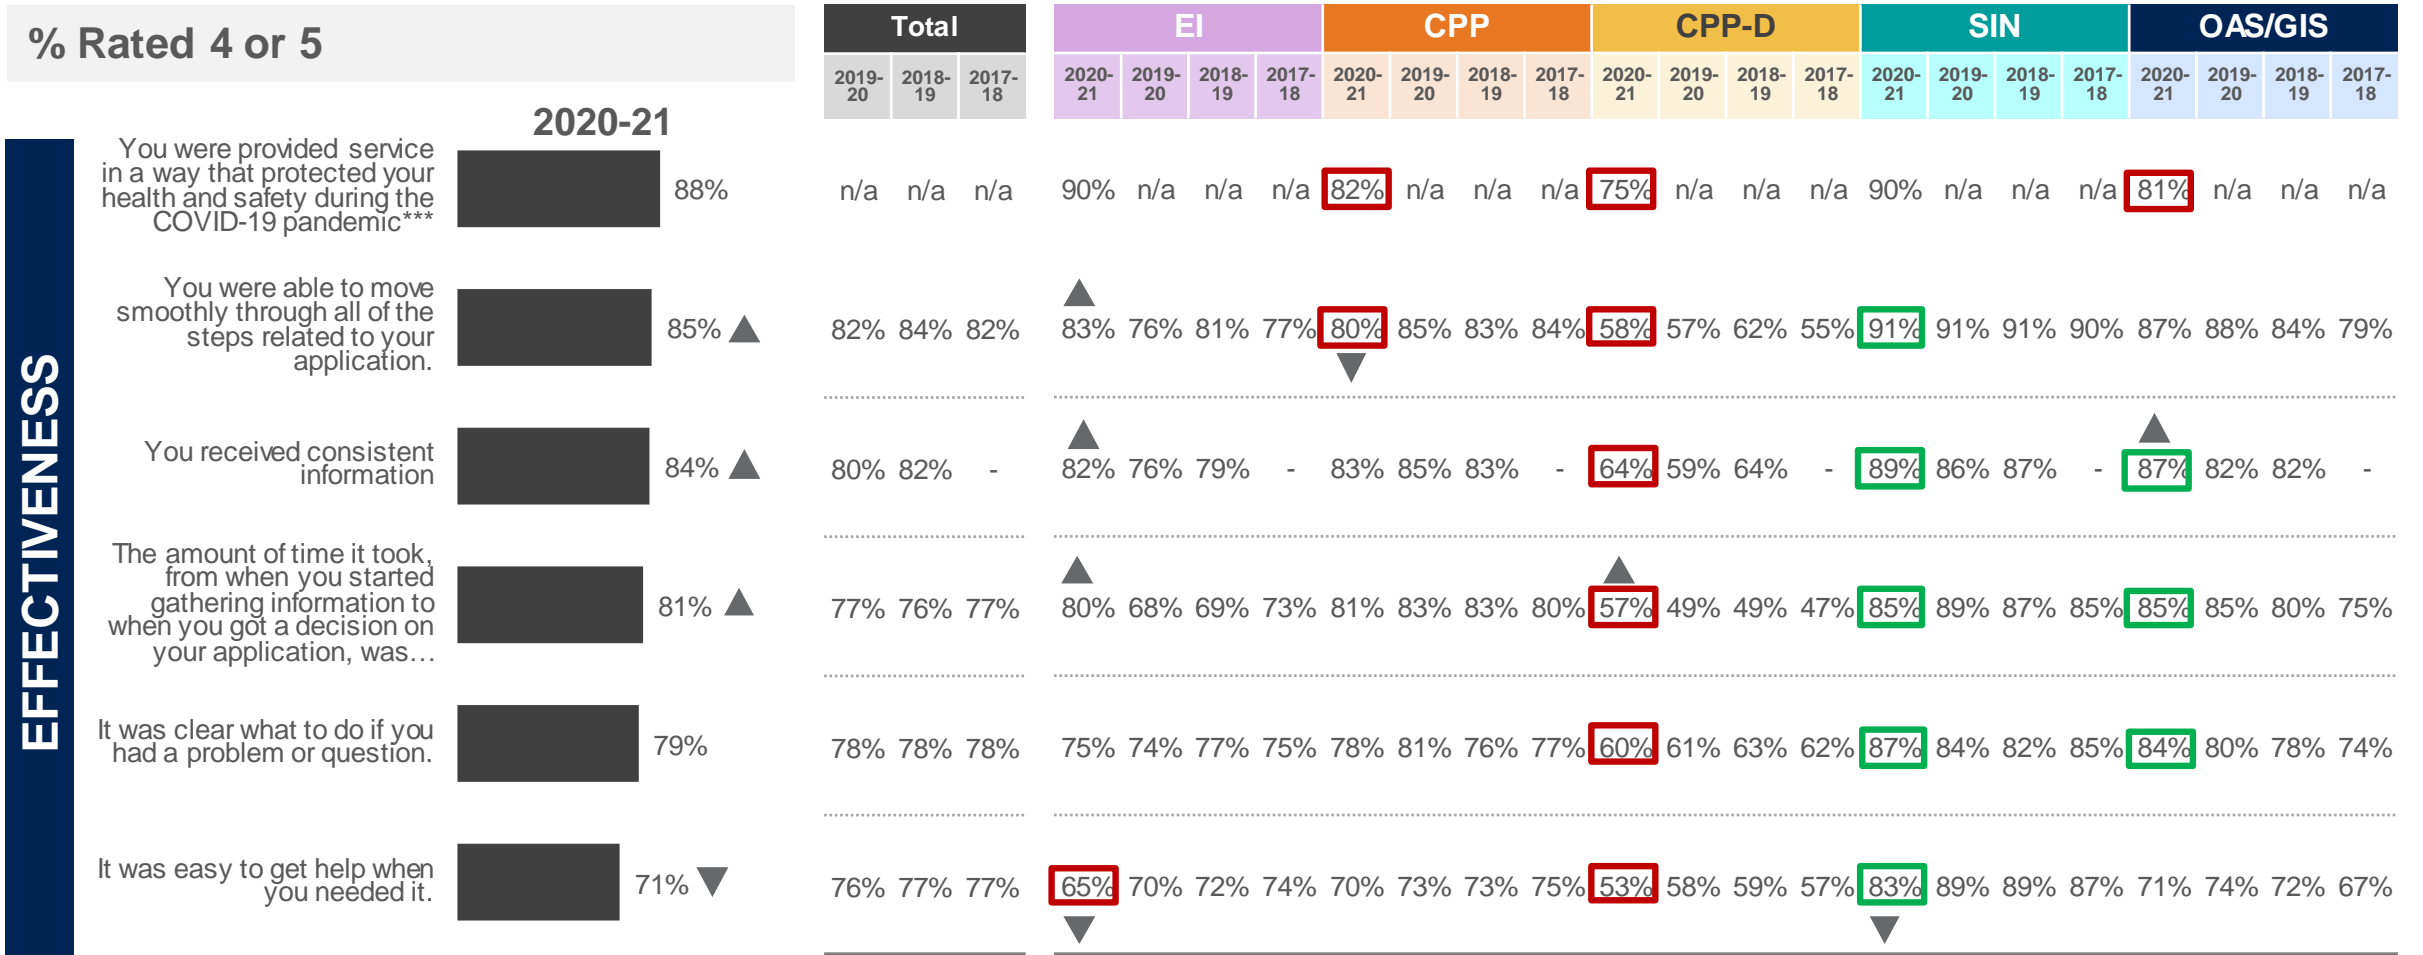 % Rated 4 or 5
Total EI CPP CPP-D SIN OAS/GIS
2019-20 2018-19 2017-18 2020-21 2019-20 2018-19 2017-18 2020-21 2019-20 2018-19 2017-18 2020-21 2019-20 2018-19 2017-18 2020-21 2019-20 2018-19 2017-18 2020-21 2019-20 2018-19 2017-18
2020-21
EFFECTIVENESS
You were provided service
in a way that protected your
health and safety during the
COVID-19 pandemic***
88% n/a n/a n/a 90% n/a n/a n/a 82% n/a n/a n/a 75% n/a n/a n/a 90% n/a n/a n/a 81% n/a n/a n/a
You were able to move
smoothly through all of the
steps related to your
application.
85% ▲ 82% 84% 82% ▲ 83% 76% 81% 77% 80% ▼ 85% 83% 84% 58% 57% 62% 55% 91% 91% 91% 90% 87% 88% 84% 79%
You received consistent
information
84% ▲ 80% 82% - ▲ 82% 76% 79% - 83% 85% 83% - 64% 59% 64% - 89% 86% 87% - ▲ 87% 82% 82% -
The amount of time it took,
from when you started
gathering information to
when you got a decision on
your application, was…
81% ▲ 77% 76% 77% ▲ 80% 68% 69% 73% 81% 83% 83% 80% ▲ 57% 49% 49% 47% 85% 89% 87% 85% 85% 85% 80% 75%
It was clear what to do if you
had a problem or question.
79% 78% 78% 78% 75% 74% 77% 75% 78% 81% 76% 77% 60% 61% 63% 62% 87% 84% 82% 85% 84% 80% 78% 74%
It was easy to get help when
you needed it.
71% ▼ 76% 77% 77% 65% ▼ 70% 72% 74% 70% 73% 73% 75% 53% 58% 59% 57% 83% ▼ 89% 89% 87% 71% 74% 72% 67%